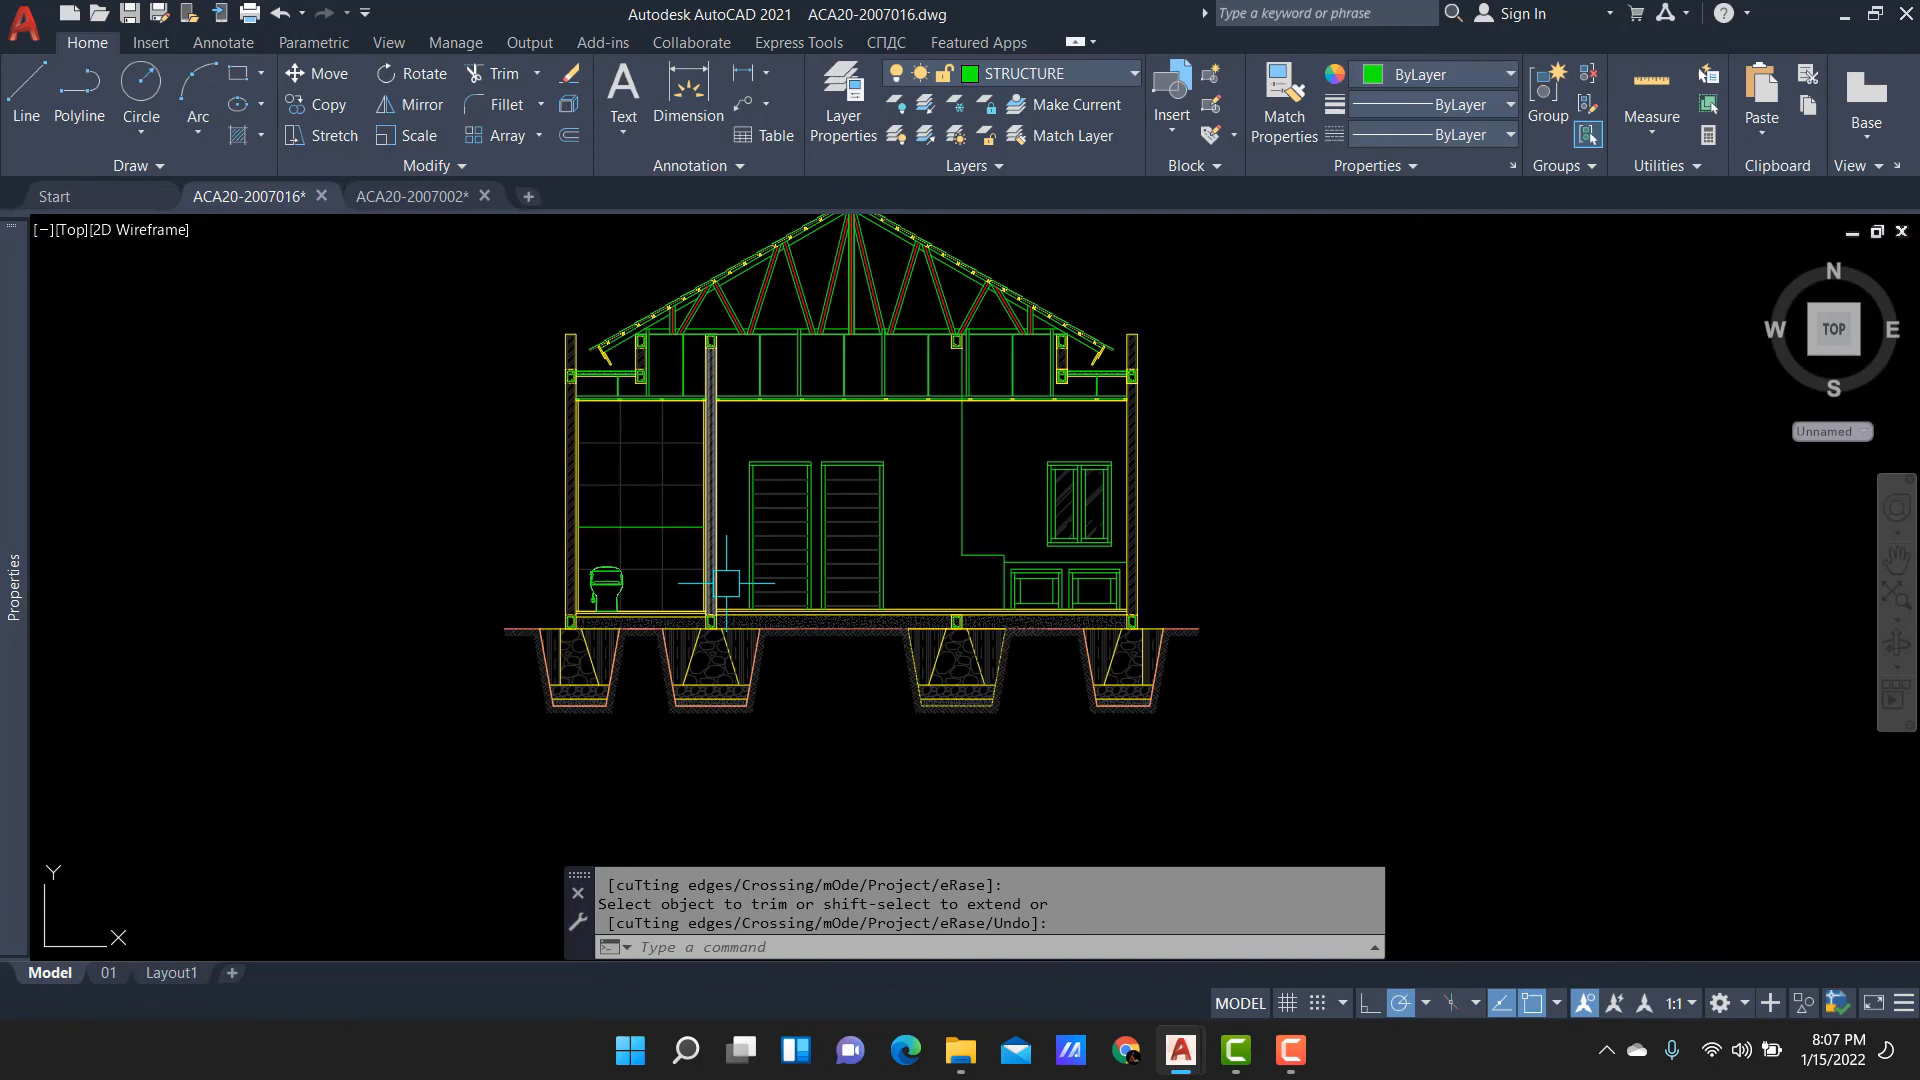 Autodesk AutoCAD 2021 ACA20-2007016.dwg
Type a keyword or phrase
Sign In
Home Insert Annotate Parametric View Manage Output Add-ins Collaborate Express Tools СПДС Featured Apps
Line Polyline Circle Arc
Move Rotate Trim
Copy Mirror Fillet
Stretch Scale Array
Text Dimension Table
Layer Properties
STRUCTURE
Make Current
Match Layer
Insert
Match Properties
ByLayer
ByLayer
ByLayer
Group
Measure
Paste
Base
Draw Modify Annotation Layers Block Properties Groups Utilities Clipboard View
Start ACA20-2007016* ACA20-2007002*
[−][Top][2D Wireframe]
N
W TOP E
S
Unnamed
Properties
Y
X
[cuTting edges/Crossing/mOde/Project/eRase]:
Select object to trim or shift-select to extend or
[cuTting edges/Crossing/mOde/Project/eRase/Undo]:
Type a command
Model 01 Layout1
MODEL 1:1
8:07 PM
1/15/2022